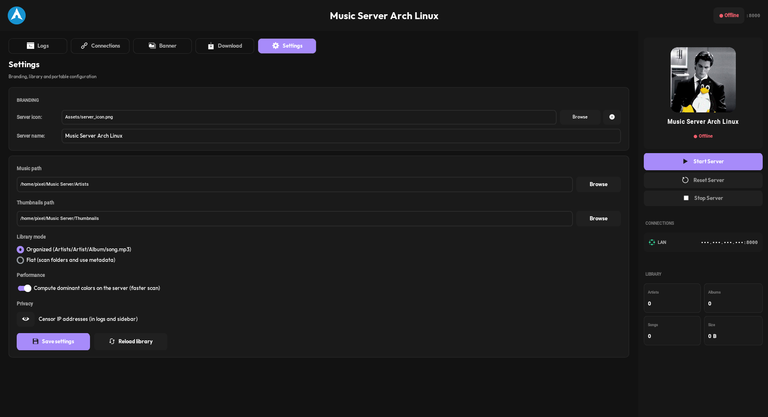 Music Server Arch Linux
Offline :8000
Logs
Connections
Banner
Download
Settings
Settings
Branding, library and portable configuration
BRANDING
Server icon:
Assets/server_icon.png
Browse
Server name:
Music Server Arch Linux
Music path
/home/pixel/Music Server/Artists
Browse
Thumbnails path
/home/pixel/Music Server/Thumbnails
Browse
Library mode
Organized (Artists/Artist/Album/song.mp3)
Flat (scan folders and use metadata)
Performance
Compute dominant colors on the server (faster scan)
Privacy
Censor IP addresses (in logs and sidebar)
Save settings
Reload library
Music Server Arch Linux
Offline
Start Server
Reset Server
Stop Server
CONNECTIONS
LAN
•••.•••.•••.•••:8000
LIBRARY
Artists
0
Albums
0
Songs
0
Size
0 B